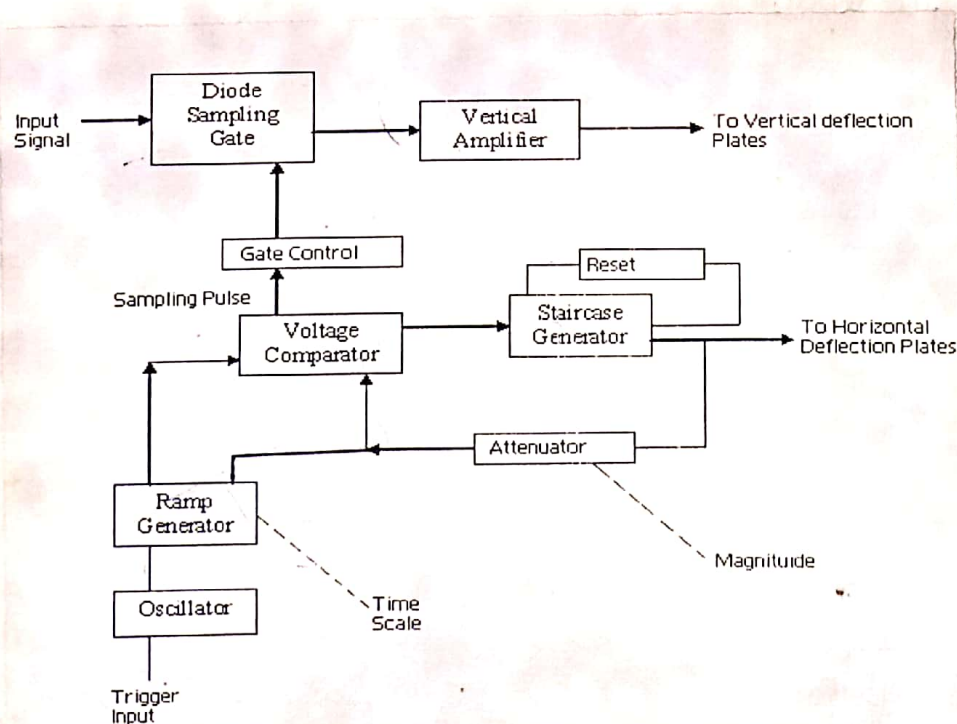 Diode
Sampling
Gate
Input
Signal
Vertical
Amplifier
To Vertical deflection
Plates
Gate Control
Reset
Sampling Pulse
Voltage
Comparator
Staircase
Generator
To Horizontal
Deflection Plates
Attenuator
Ramp
Generator
Magnituide
Oscillator
Time
Scale
Trigger
Input